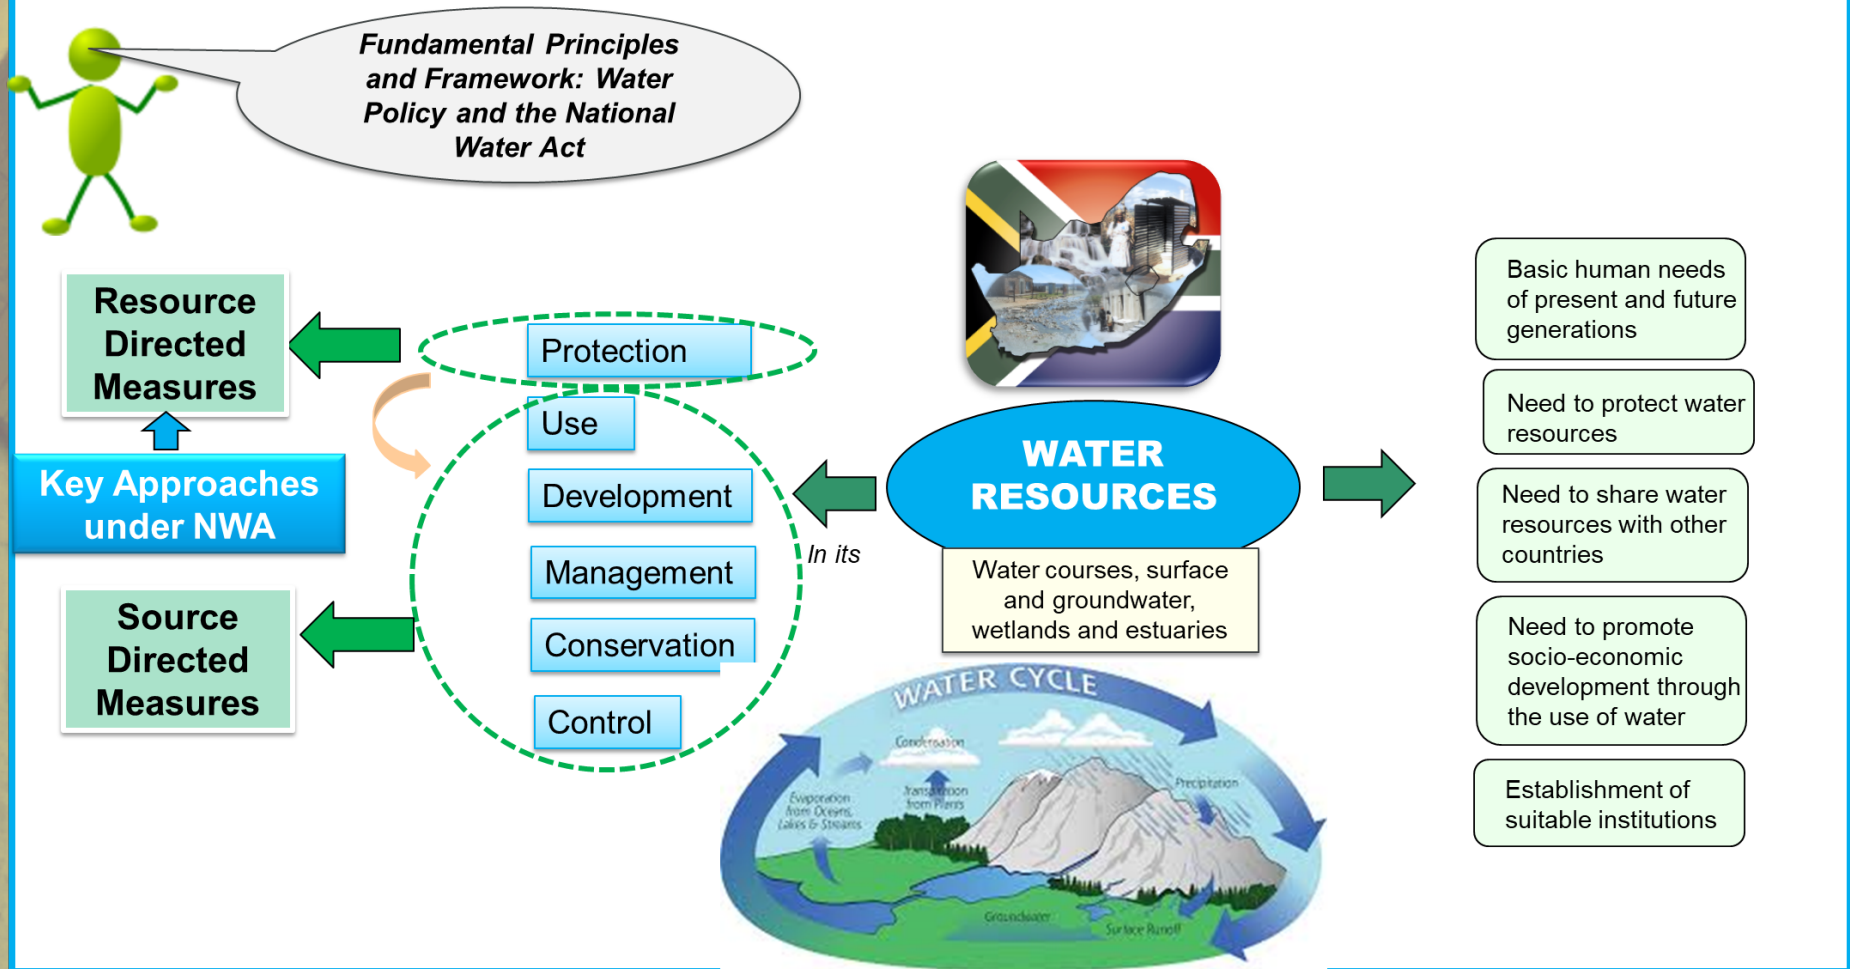 Fundamental Principles
and Framework: Water
Policy and the National
Water Act
Resource
Directed
Measures
Key Approaches
under NWA
Source
Directed
Measures
Protection
Use
Development
Management
Conservation
Control
In its
WATER
RESOURCES
Water courses, surface
and groundwater,
wetlands and estuaries
WATER CYCLE
Condensation
Precipitation
Transpiration
from Plants
Evaporation
from Oceans,
Lakes & Streams
Groundwater
Surface Runoff
Basic human needs
of present and future
generations
Need to protect water
resources
Need to share water
resources with other
countries
Need to promote
socio-economic
development through
the use of water
Establishment of
suitable institutions